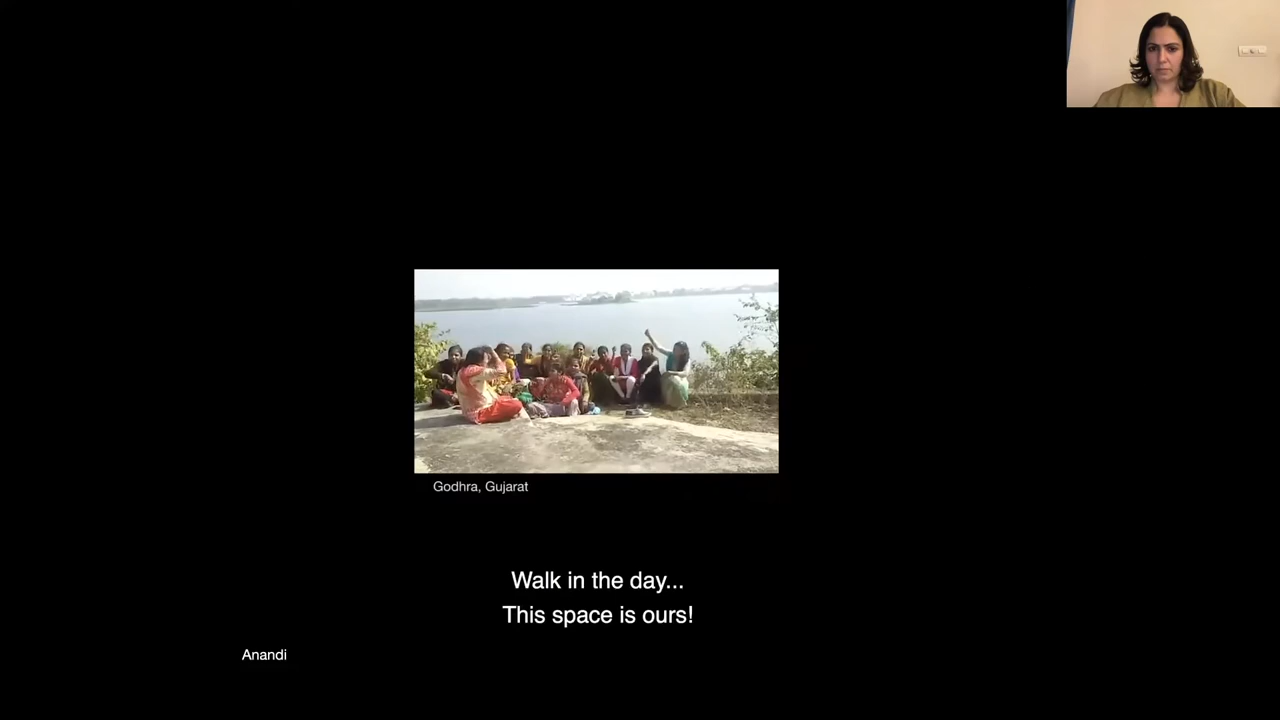 Godhra, Gujarat
Walk in the day...
This space is ours!
Anandi